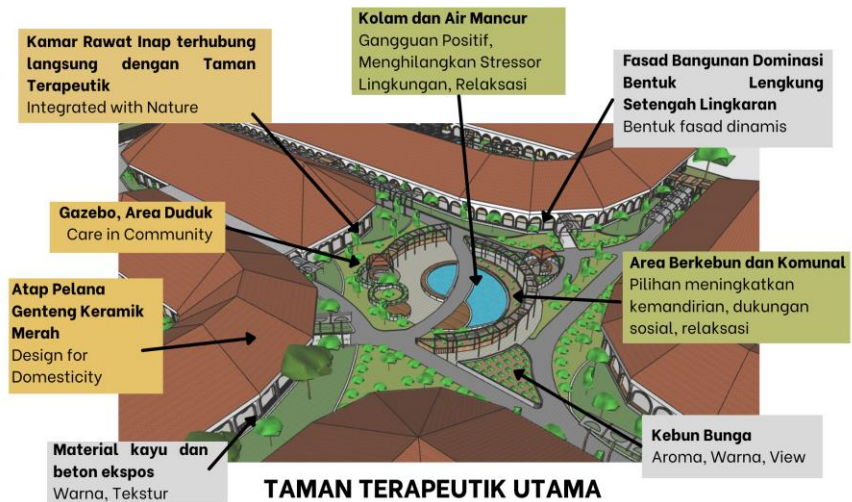 Kamar Rawat Inap terhubung
langsung dengan Taman
Terapeutik
Integrated with Nature
Kolam dan Air Mancur
Gangguan Positif,
Menghilangkan Stressor
Lingkungan, Relaksasi
Fasad Bangunan Dominasi
Bentuk Lengkung
Setengah Lingkaran
Bentuk fasad dinamis
Gazebo, Area Duduk
Care in Community
Area Berkebun dan Komunal
Pilihan meningkatkan
kemandirian, dukungan
sosial, relaksasi
Atap Pelana
Genteng Keramik
Merah
Design for
Domesticity
Kebun Bunga
Aroma, Warna, View
Material kayu dan
beton ekspos
Warna, Tekstur
TAMAN TERAPEUTIK UTAMA